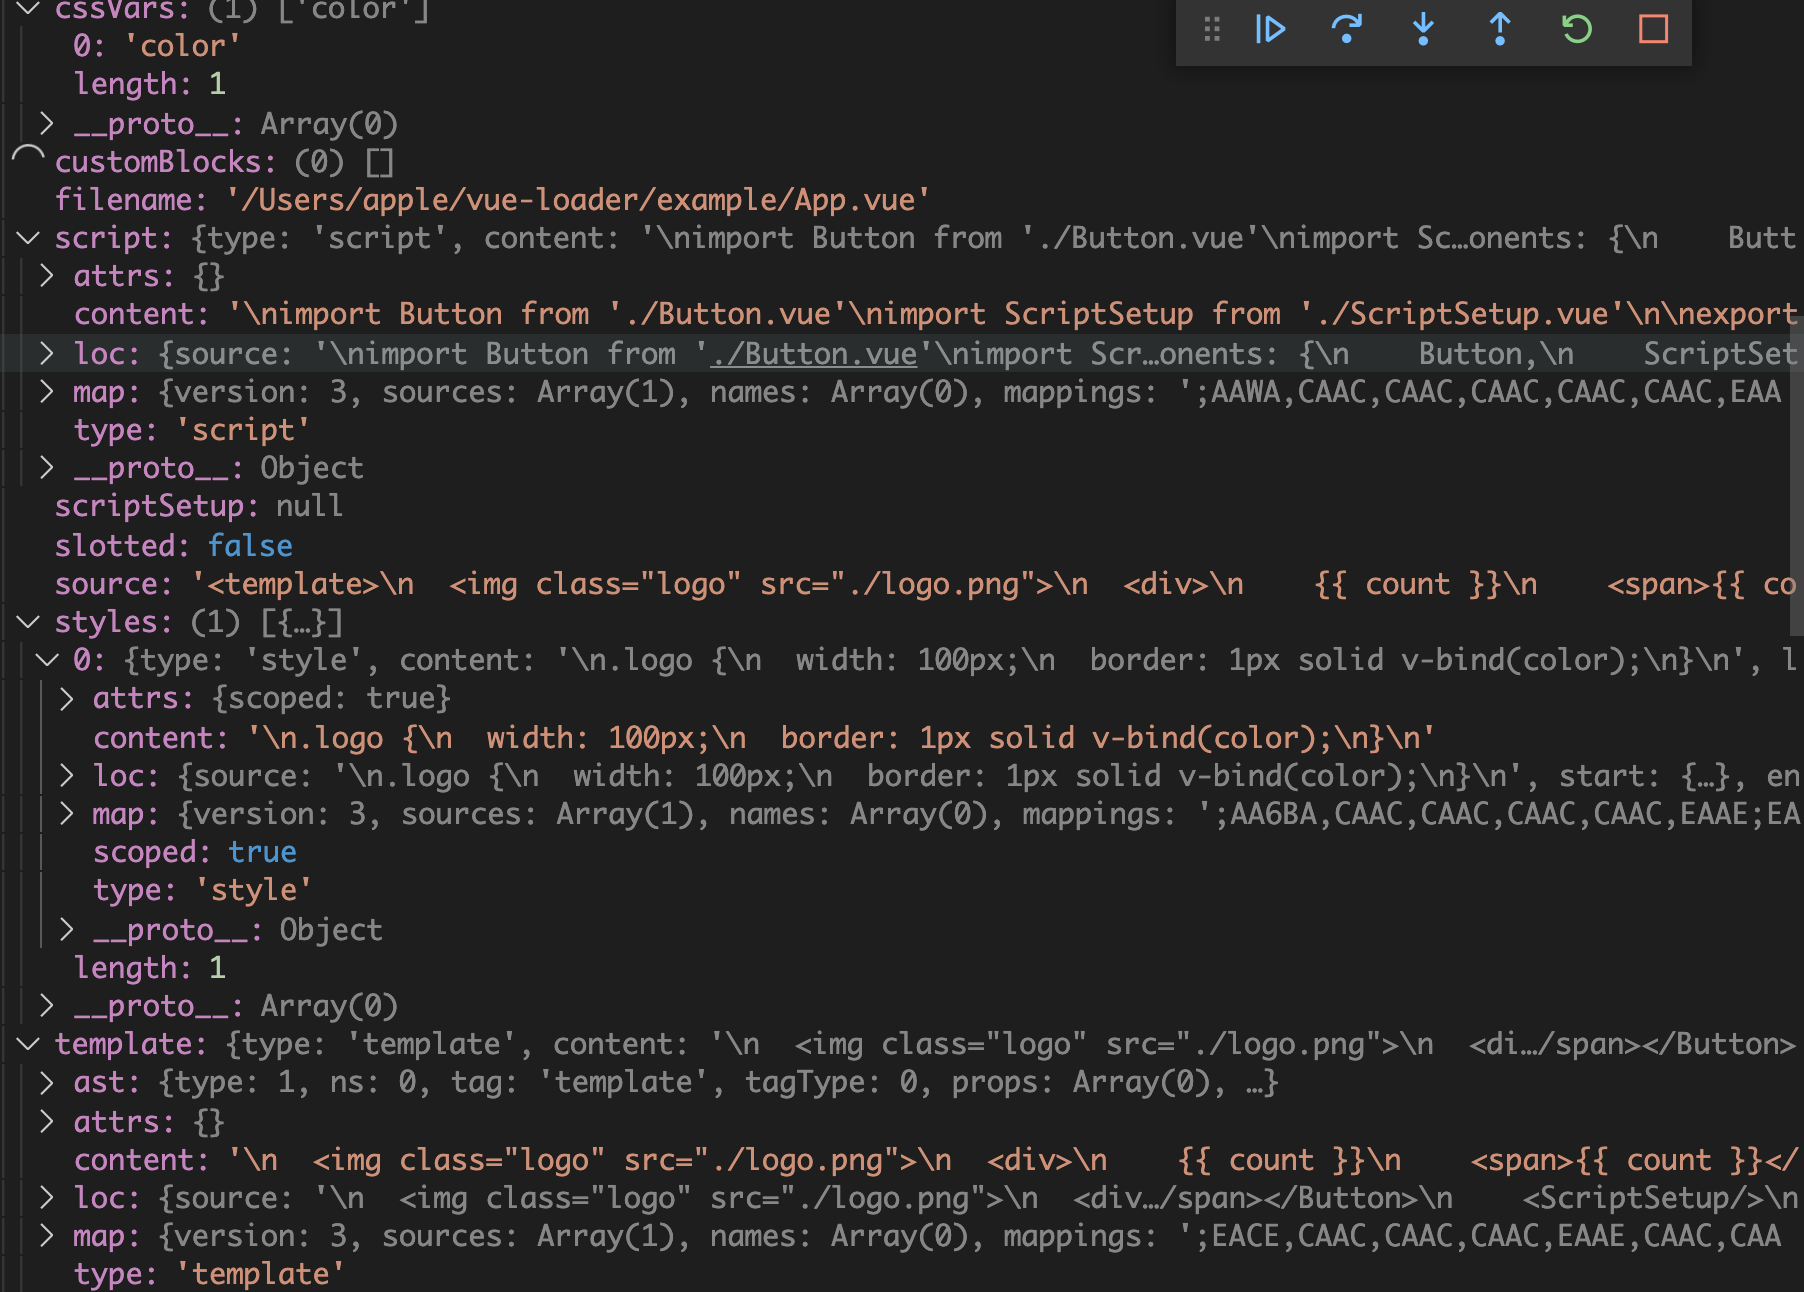 cssVars: (1) ['color']
0: 'color'
length: 1
__proto__: Array(0)
customBlocks: (0) []
filename: '/Users/apple/vue-loader/example/App.vue'
script: {type: 'script', content: '\nimport Button from './Button.vue'\nimport Sc…onents: {\n    Butt
attrs: {}
content: '\nimport Button from './Button.vue'\nimport ScriptSetup from './ScriptSetup.vue'\n\nexport
loc: {source: '\nimport Button from './Button.vue'\nimport Scr…onents: {\n    Button,\n    ScriptSet
map: {version: 3, sources: Array(1), names: Array(0), mappings: ';AAWA,CAAC,CAAC,CAAC,CAAC,CAAC,EAA
type: 'script'
__proto__: Object
scriptSetup: null
slotted: false
source: '<template>\n  <img class="logo" src="./logo.png">\n  <div>\n    {{ count }}\n    <span>{{ co
styles: (1) [{…}]
0: {type: 'style', content: '\n.logo {\n  width: 100px;\n  border: 1px solid v-bind(color);\n}\n', l
attrs: {scoped: true}
content: '\n.logo {\n  width: 100px;\n  border: 1px solid v-bind(color);\n}\n'
loc: {source: '\n.logo {\n  width: 100px;\n  border: 1px solid v-bind(color);\n}\n', start: {…}, en
map: {version: 3, sources: Array(1), names: Array(0), mappings: ';AA6BA,CAAC,CAAC,CAAC,CAAC,EAAE;EA
scoped: true
type: 'style'
__proto__: Object
length: 1
__proto__: Array(0)
template: {type: 'template', content: '\n  <img class="logo" src="./logo.png">\n  <di…/span></Button>
ast: {type: 1, ns: 0, tag: 'template', tagType: 0, props: Array(0), …}
attrs: {}
content: '\n  <img class="logo" src="./logo.png">\n  <div>\n    {{ count }}\n    <span>{{ count }}</
loc: {source: '\n  <img class="logo" src="./logo.png">\n  <div…/span></Button>\n    <ScriptSetup/>\n
map: {version: 3, sources: Array(1), names: Array(0), mappings: ';EACE,CAAC,CAAC,CAAC,EAAE,CAAC,CAA
type: 'template'